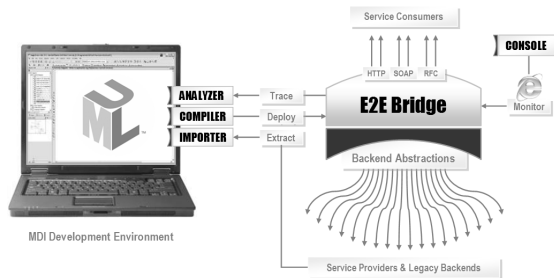 Service Consumers
CONSOLE
HTTP SOAP RFC
ANALYZER Trace
E2E Bridge
Monitor
COMPILER Deploy
IMPORTER Extract
UML
Backend Abstractions
MDI Development Environment
Service Providers & Legacy Backends